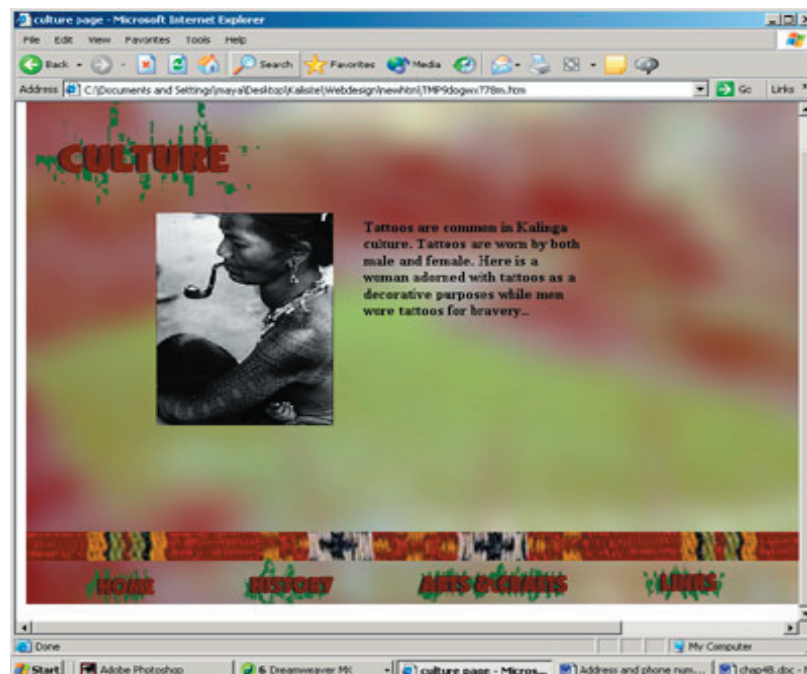 culture page - Microsoft Internet Explorer
File Edit View Favorites Tools Help
Back Search Favorites Media
Address C:\Documents and Settings\maya\Desktop\Kalisite\Webdesign\newhtml\TMP9dogwx778m.htm Go Links
CULTURE
Tattoos are common in Kalinga
culture. Tattoos are worn by both
male and female. Here is a
woman adorned with tattoos as a
decorative purposes while men
wore tattoos for bravery...
HOME HISTORY ARTS & CRAFTS LINKS
Done My Computer
Start Adobe Photoshop 6 Dreamweaver MX culture page - Micros... Address and phone num... chap4B.doc - M